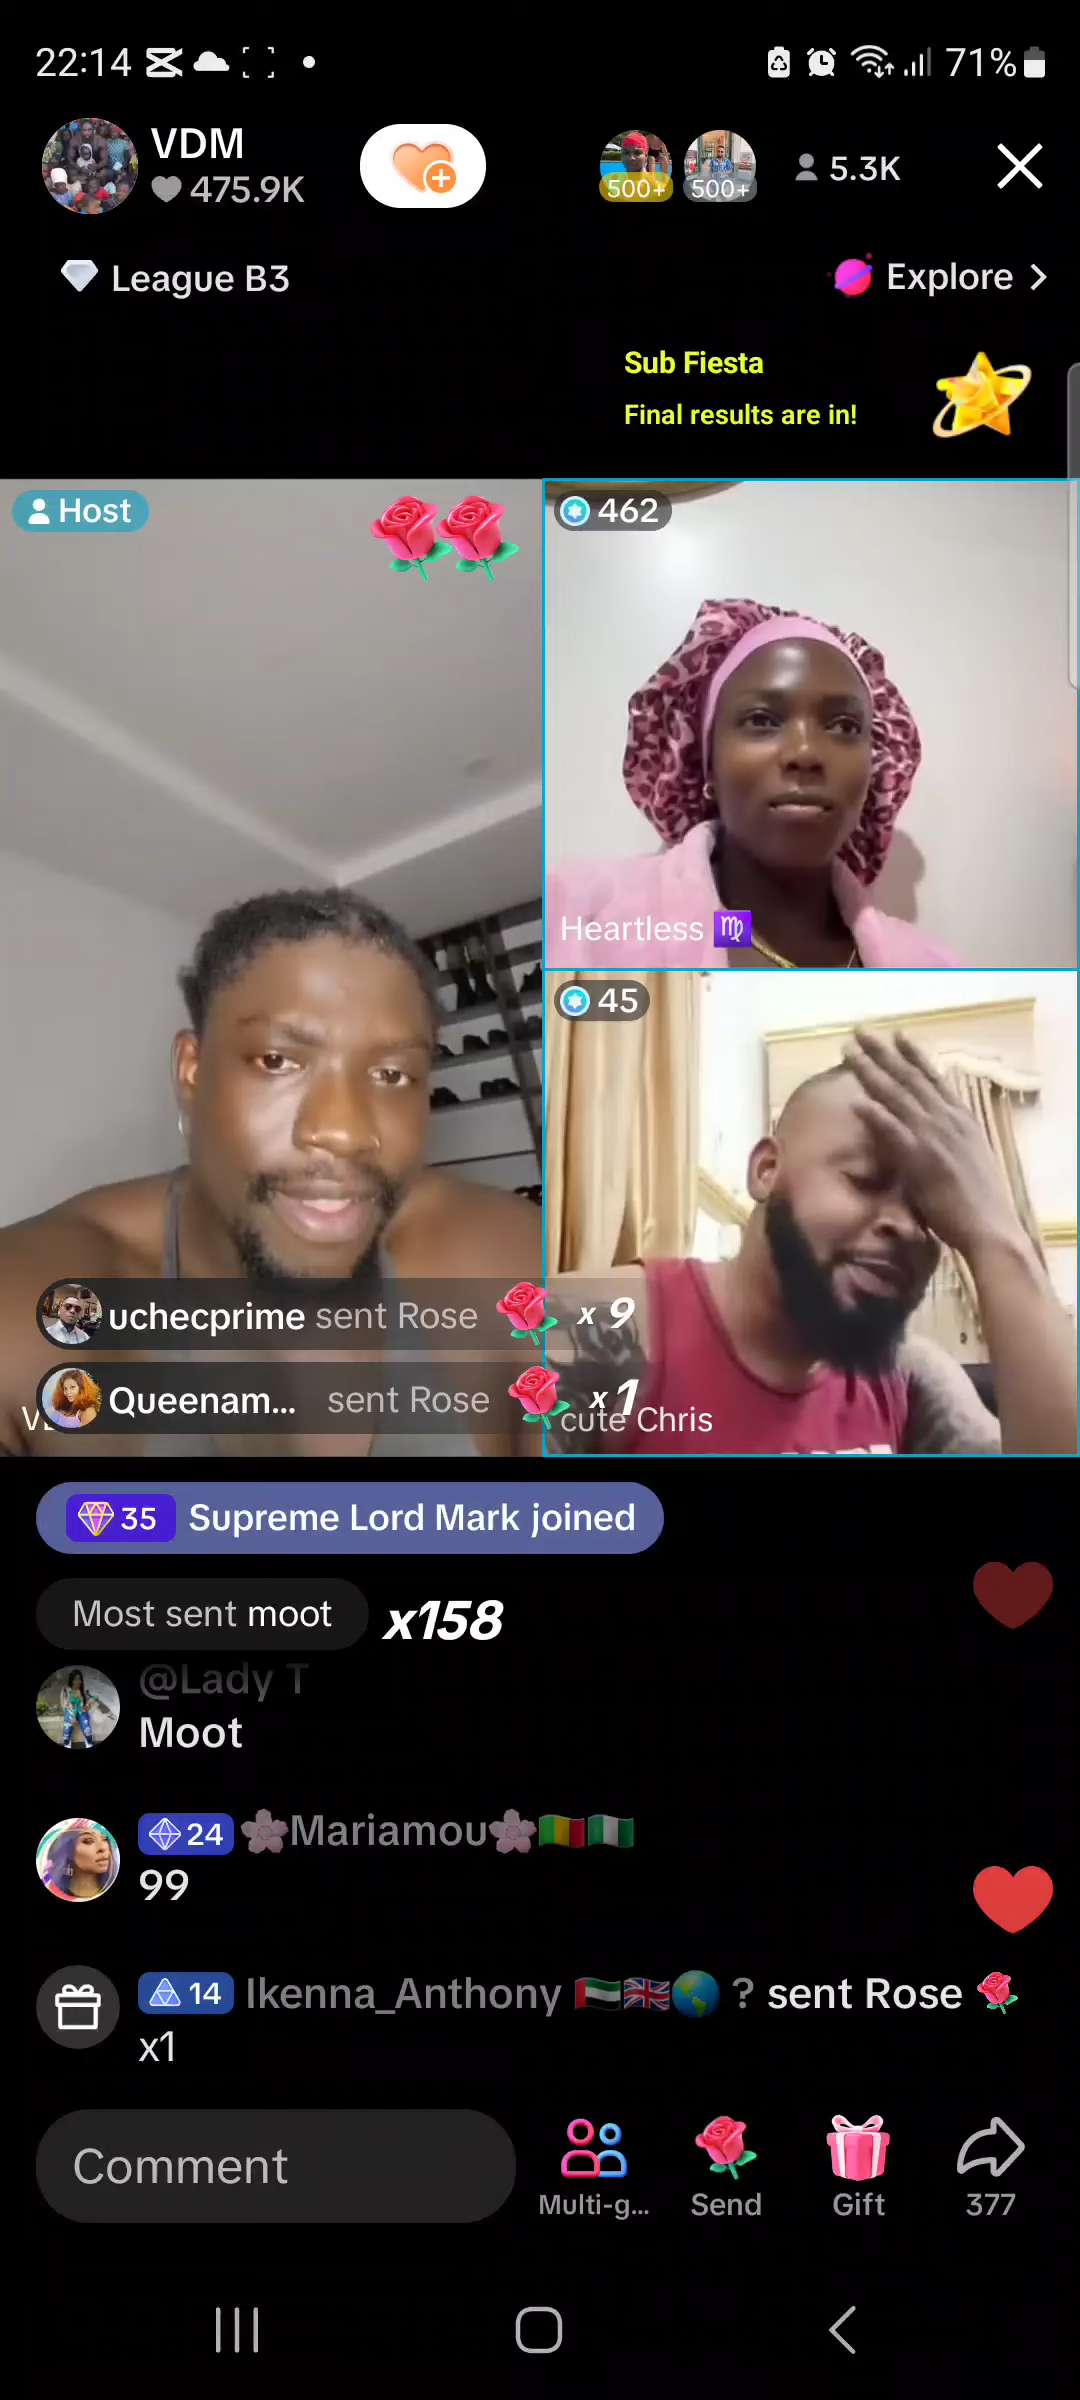 22:14
71%
VDM
475.9K
500+
500+
5.3K
League B3
Explore
Sub Fiesta
Final results are in!
Host
462
Heartless ♍
45
uchecprime sent Rose x 9
Queenam... sent Rose x1
cute Chris
35 Supreme Lord Mark joined
Most sent moot x158
@Lady T
Moot
24 🌸Mariamou🌸🇲🇱🇳🇬
99
14 Ikenna_Anthony 🇦🇪🇬🇧🌎 ? sent Rose 🌹
x1
Comment
Multi-g...
Send
Gift
377